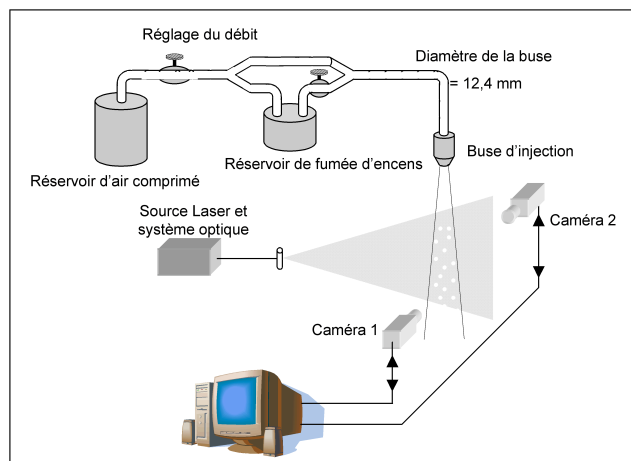 Réglage du débit
Diamètre de la buse
= 12,4 mm
Réservoir d'air comprimé
Réservoir de fumée d'encens
Buse d'injection
Source Laser et
système optique
Caméra 2
Caméra 1